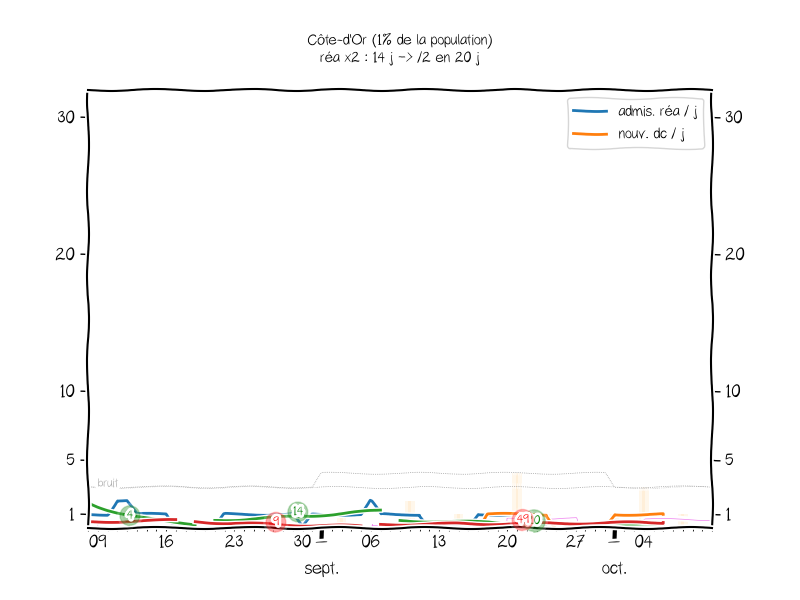 Côte-d'Or (1% de la population)
réa x2 : 14 j -> /2 en 20 j
admis. réa / j
nouv. dc / j
30 30
20 20
10 10
5 5
bruit
1 1
4 9 14 49
09 16 23 30 06 13 20 27 04
sept. oct.